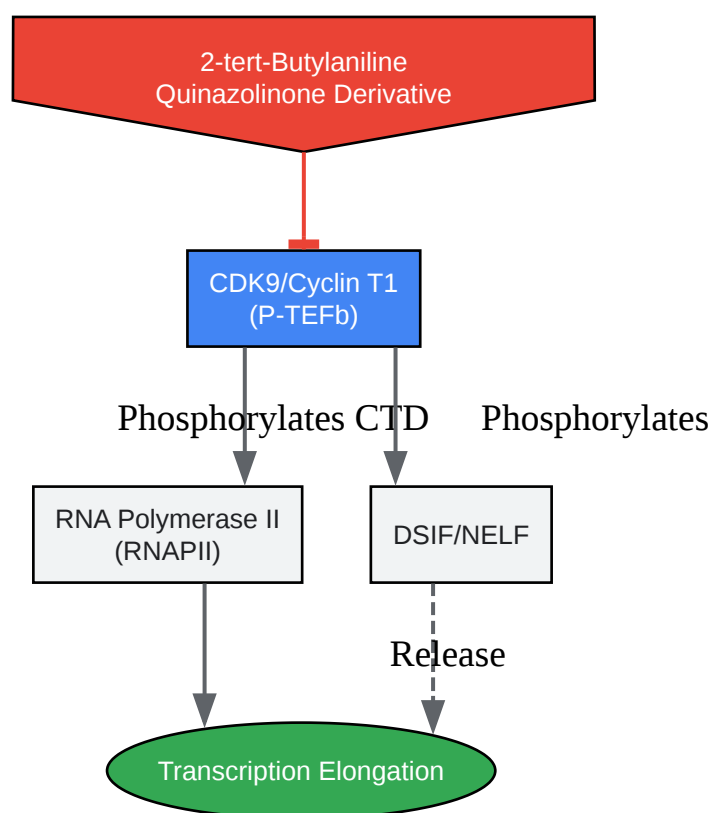 2-tert-Butylaniline
Quinazolinone Derivative
CDK9/Cyclin T1
(P-TEFb)
Phosphorylates CTD
Phosphorylates
RNA Polymerase II
(RNAPII)
DSIF/NELF
Release
Transcription Elongation